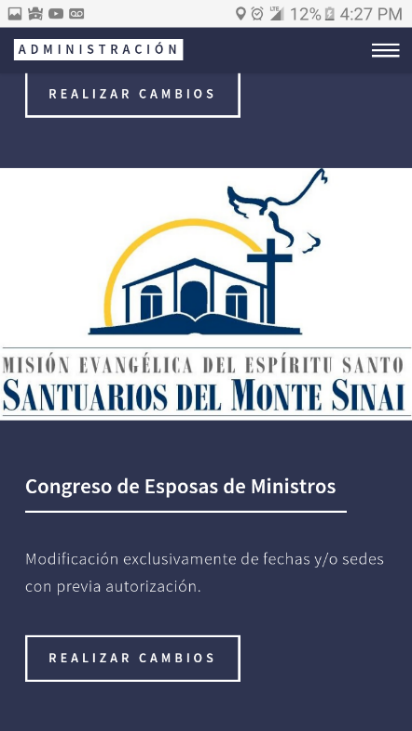 LTE 12% 4:27 PM
ADMINISTRACIÓN
REALIZAR CAMBIOS
MISIÓN EVANGÉLICA DEL ESPÍRITU SANTO
SANTUARIOS DEL MONTE SINAI
Congreso de Esposas de Ministros
Modificación exclusivamente de fechas y/o sedes
con previa autorización.
REALIZAR CAMBIOS